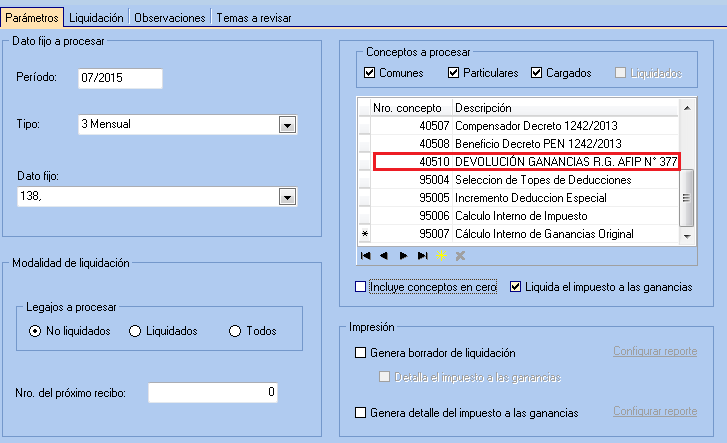 Parámetros Liquidación Observaciones Temas a revisar
Dato fijo a procesar
Período: 07/2015
Tipo: 3 Mensual
Dato fijo:
138,
Modalidad de liquidación
Legajos a procesar
No liquidados Liquidados Todos
Nro. del próximo recibo: 0
Conceptos a procesar
Comunes Particulares Cargados Liquidados
Nro. concepto Descripción
40507 Compensador Decreto 1242/2013
40508 Beneficio Decreto PEN 1242/2013
40510 DEVOLUCIÓN GANANCIAS R.G. AFIP N° 377
95004 Seleccion de Topes de Deducciones
95005 Incremento Deduccion Especial
95006 Calculo Interno de Impuesto
* 95007 Cálculo Interno de Ganancias Original
Incluye conceptos en cero Liquida el impuesto a las ganancias
Impresión
Genera borrador de liquidación Configurar reporte
Detalla el impuesto a las ganancias
Genera detalle del impuesto a las ganancias Configurar reporte